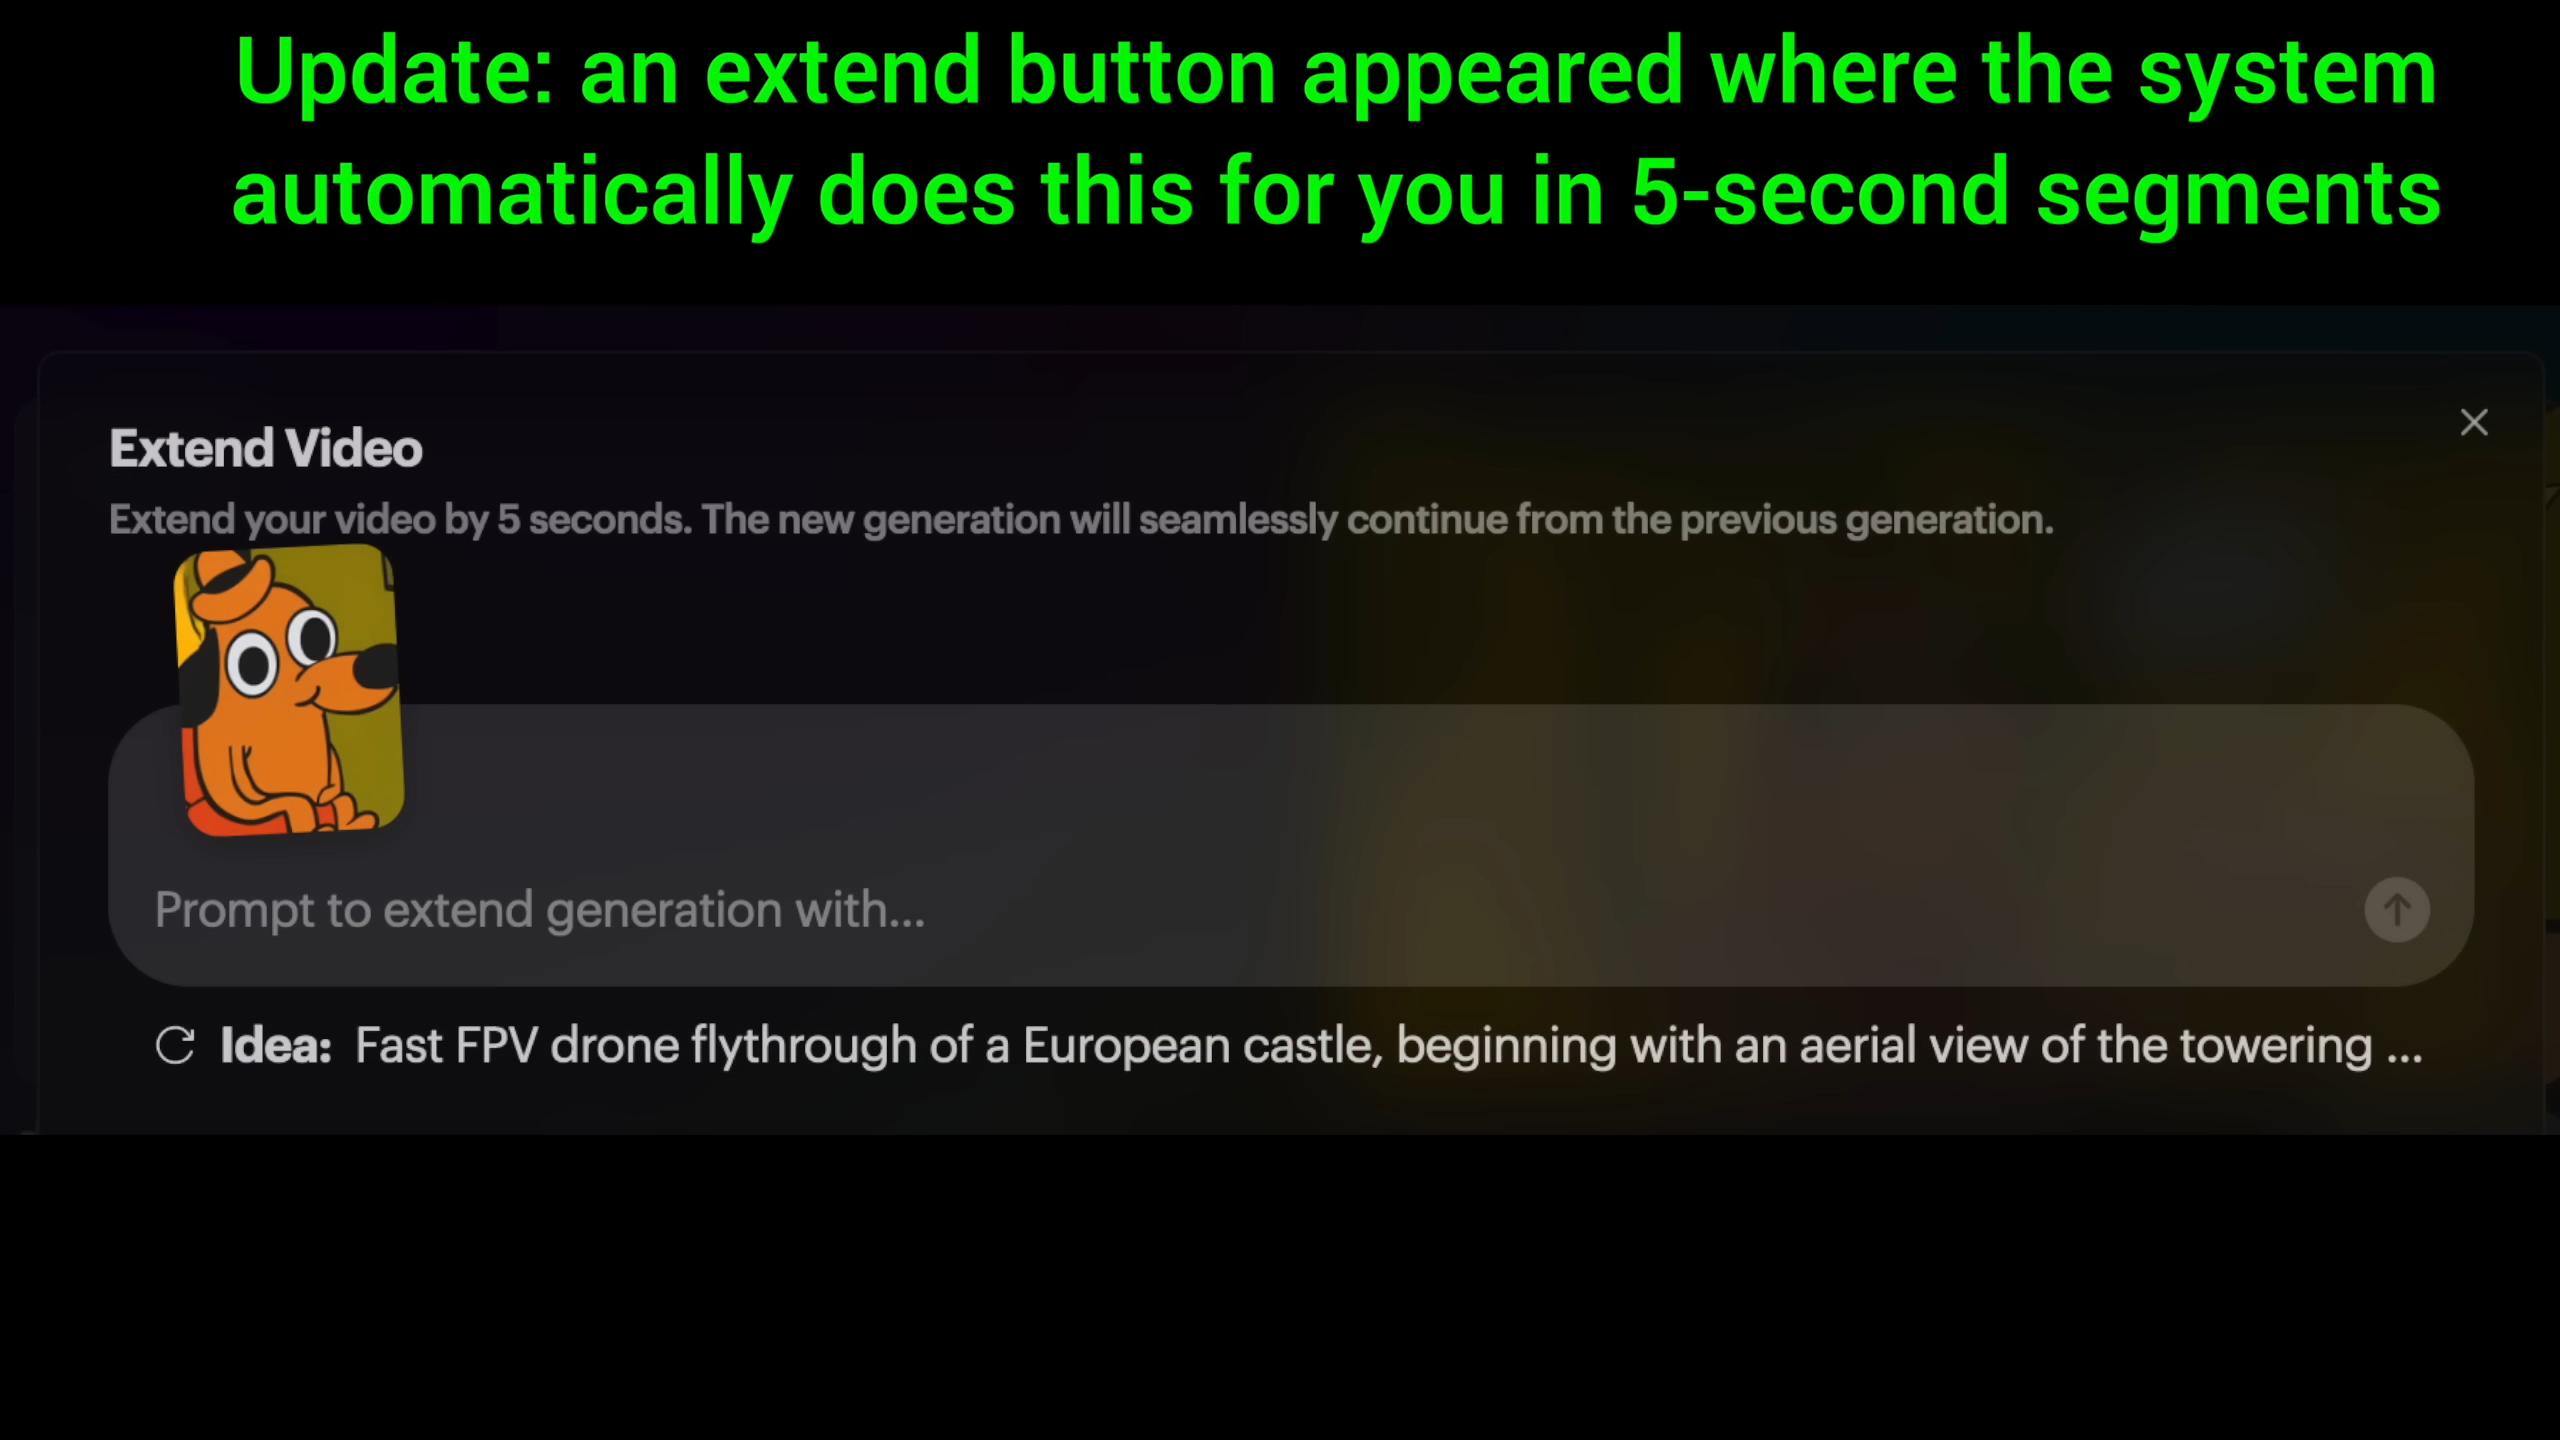 Update: an extend button appeared where the system
automatically does this for you in 5-second segments
Extend Video
Extend your video by 5 seconds. The new generation will seamlessly continue from the previous generation.
Prompt to extend generation with...
Idea: Fast FPV drone flythrough of a European castle, beginning with an aerial view of the towering ...